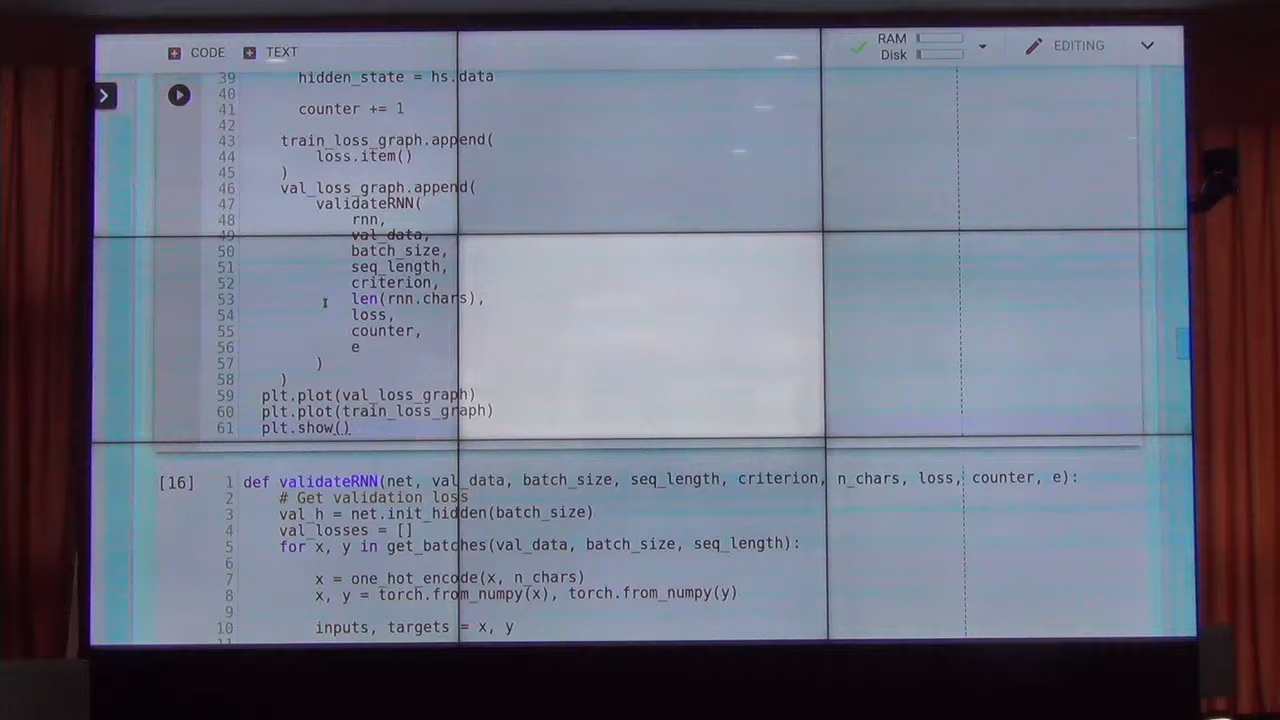 CODE TEXT RAM EDITING
Disk
39 hidden_state = hs.data
40
41 counter += 1
42
43 train_loss_graph.append(
44 loss.item()
45 )
46 val_loss_graph.append(
47 validateRNN(
48 rnn,
49 val_data,
50 batch_size,
51 seq_length,
52 criterion,
53 len(rnn.chars),
54 loss,
55 counter,
56 e
57 )
58 )
59 plt.plot(val_loss_graph)
60 plt.plot(train_loss_graph)
61 plt.show()
[16] 1 def validateRNN(net, val_data, batch_size, seq_length, criterion, n_chars, loss, counter, e):
2 # Get validation loss
3 val_h = net.init_hidden(batch_size)
4 val_losses = []
5 for x, y in get_batches(val_data, batch_size, seq_length):
6
7 x = one_hot_encode(x, n_chars)
8 x, y = torch.from_numpy(x), torch.from_numpy(y)
9
10 inputs, targets = x, y